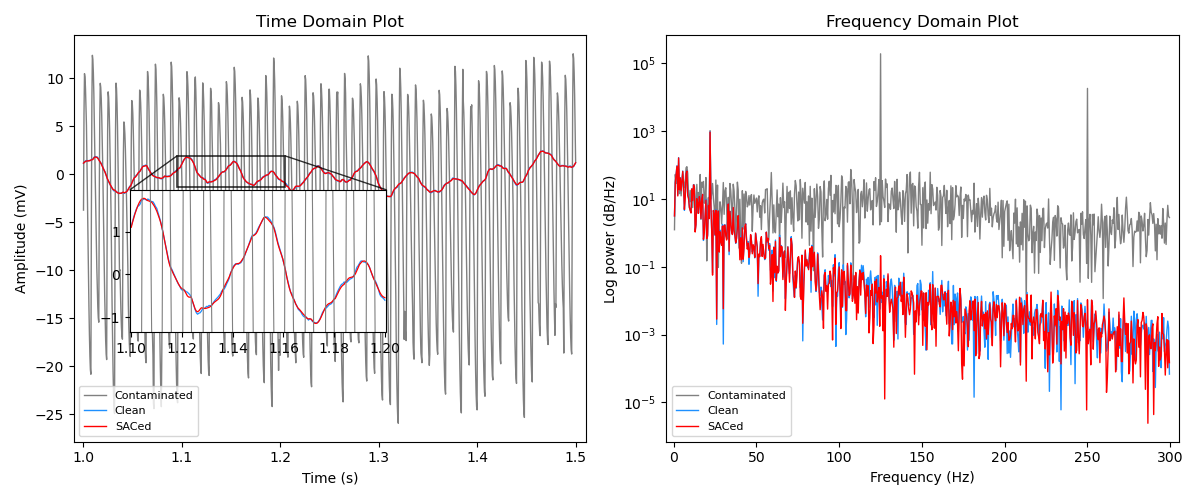 Time Domain Plot
10
5
0
−5
−10
−15
−20
−25
Amplitude (mV)
1
0
−1
1.10 1.12 1.14 1.16 1.18 1.20
Contaminated
Clean
SACed
1.0 1.1 1.2 1.3 1.4 1.5
Time (s)
Frequency Domain Plot
10^5
10^3
10^1
10^−1
10^−3
10^−5
Log power (dB/Hz)
Contaminated
Clean
SACed
0 50 100 150 200 250 300
Frequency (Hz)